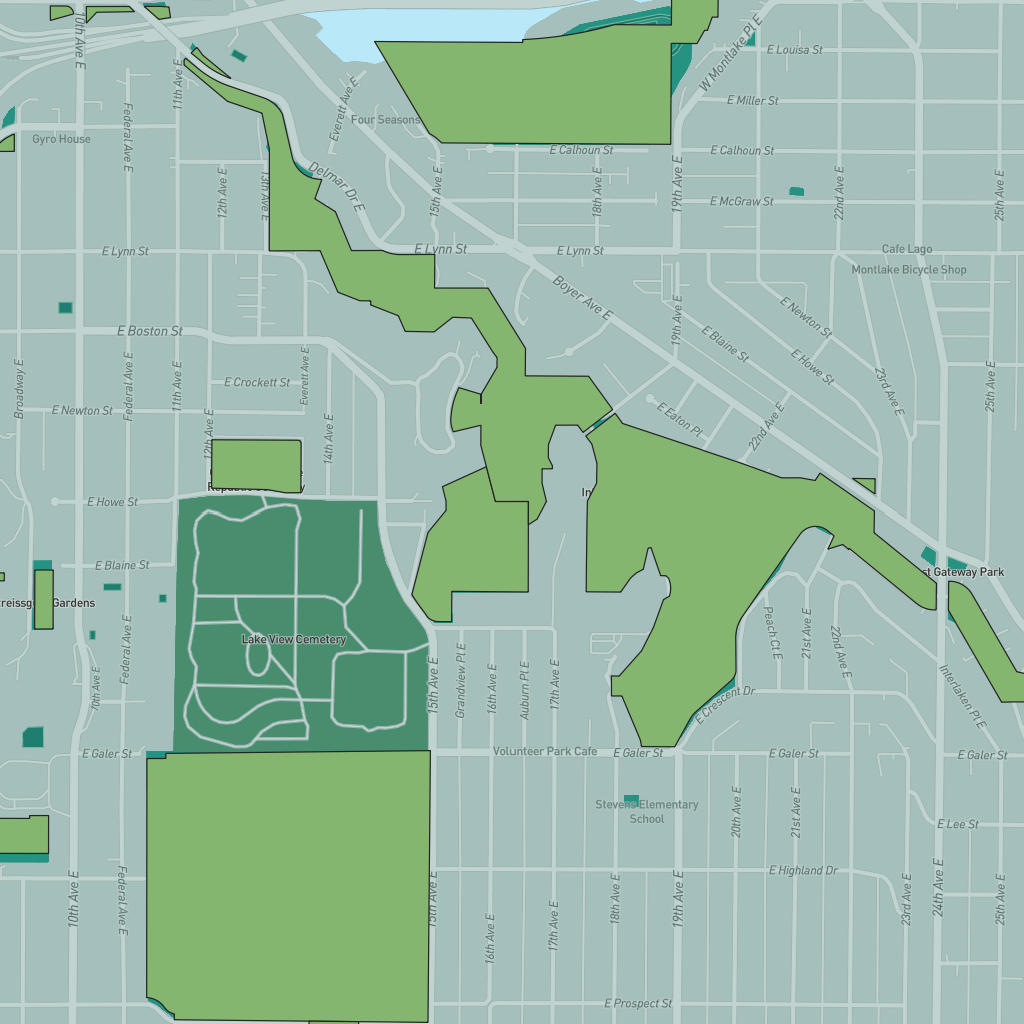 10th Ave E
E Louisa St
W Montlake Pl E
11th Ave E
E Miller St
Everett Ave E
Four Seasons
Federal Ave E
Gyro House
E Calhoun St
E Calhoun St
Delmar Dr E
12th Ave E
13th Ave E
15th Ave E
18th Ave E
19th Ave E
22nd Ave E
25th Ave E
E McGraw St
E Lynn St
E Lynn St
E Lynn St
Cafe Lago
Montlake Bicycle Shop
Boyer Ave E
19th Ave E
E Newton St
E Boston St
E Blaine St
E Howe St
Broadway E
Federal Ave E
11th Ave E
Everett Ave E
E Crockett St
23rd Ave E
25th Ave E
E Newton St
12th Ave E
14th Ave E
E Eaton Pl
22nd Ave E
E Howe St
E Blaine St
Gateway Park
Gardens
Lake View Cemetery
Federal Ave E
10th Ave E
15th Ave E
Grandview Pl E
16th Ave E
Auburn Pl E
17th Ave E
Peach Ct E
21st Ave E
22nd Ave E
Interlaken Pl E
E Crescent Dr
E Galer St
Volunteer Park Cafe
E Galer St
E Galer St
E Galer St
Stevens Elementary
School
20th Ave E
21st Ave E
E Lee St
E Highland Dr
10th Ave E
Federal Ave E
15th Ave E
16th Ave E
17th Ave E
18th Ave E
19th Ave E
23rd Ave E
24th Ave E
25th Ave E
E Prospect St